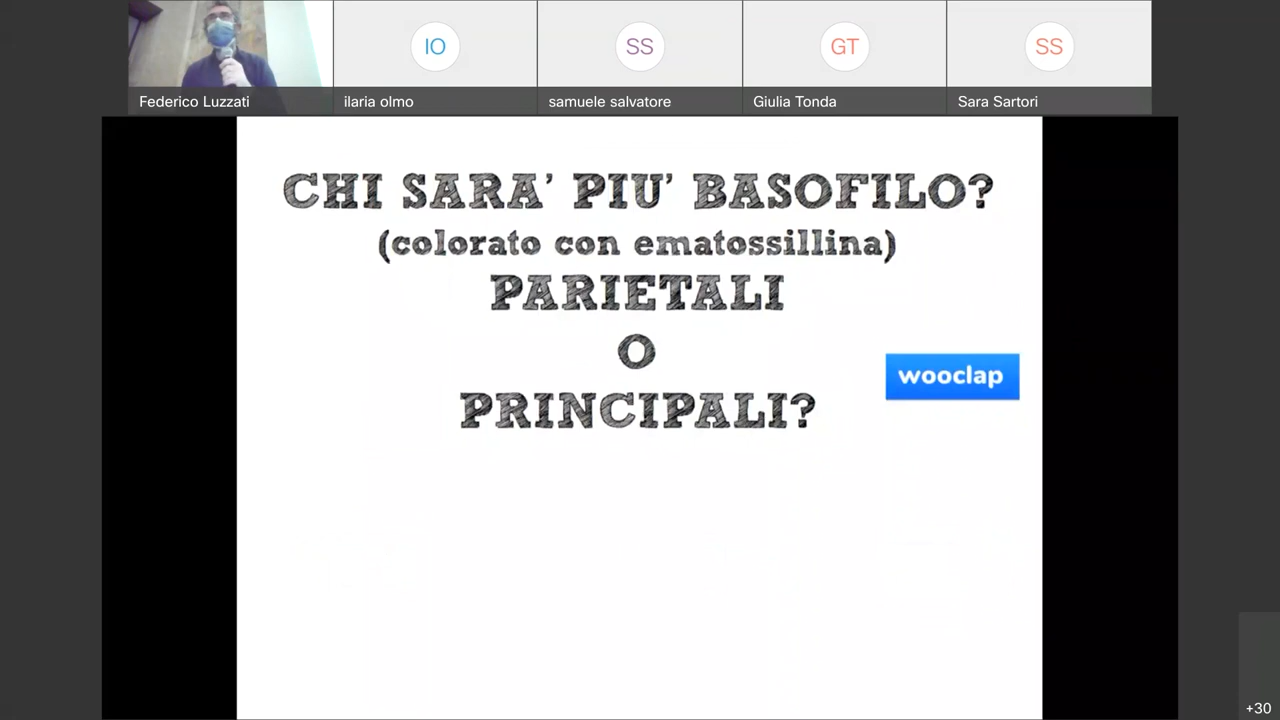 IO
SS
GT
SS
Federico Luzzati
ilaria olmo
samuele salvatore
Giulia Tonda
Sara Sartori
CHI SARA' PIU' BASOFILO?
(colorato con ematossillina)
PARIETALI
O
wooclap
PRINCIPALI?
+30